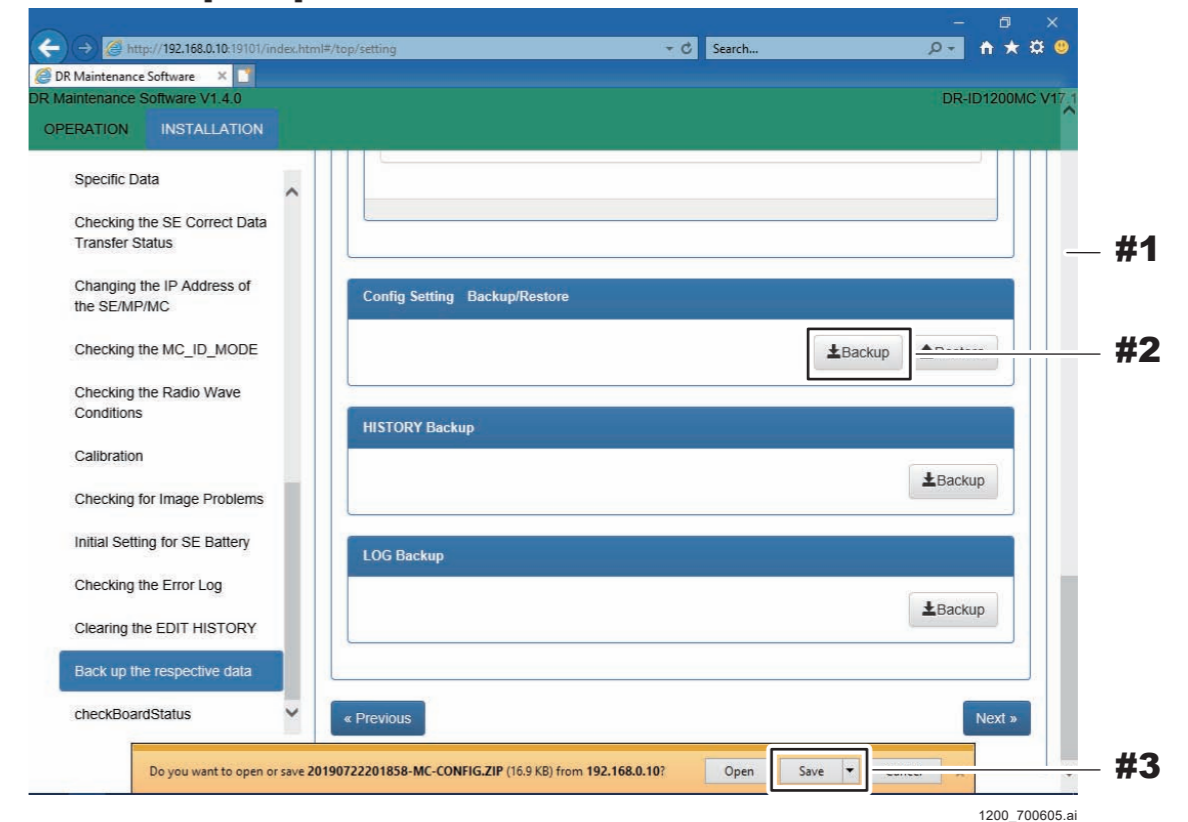 http://192.168.0.10:19101/index.html#/top/setting
Search...
DR Maintenance Software
DR Maintenance Software V1.4.0
DR-ID1200MC V17.1
OPERATION
INSTALLATION
Specific Data
Checking the SE Correct Data
Transfer Status
Changing the IP Address of
the SE/MP/MC
Checking the MC_ID_MODE
Checking the Radio Wave
Conditions
Calibration
Checking for Image Problems
Initial Setting for SE Battery
Checking the Error Log
Clearing the EDIT HISTORY
Back up the respective data
checkBoardStatus
#1
Config Setting Backup/Restore
Backup
#2
HISTORY Backup
Backup
LOG Backup
Backup
« Previous
Next »
Do you want to open or save 20190722201858-MC-CONFIG.ZIP (16.9 KB) from 192.168.0.10?
Open
Save
#3
1200_700605.ai